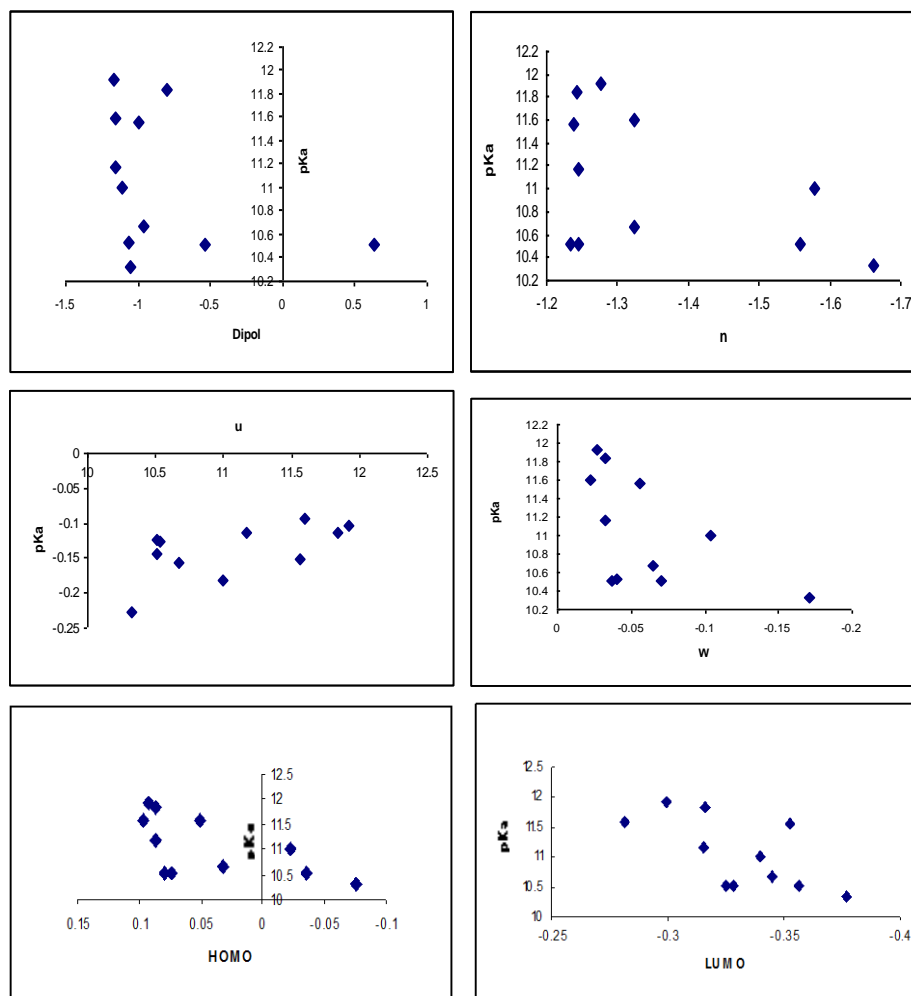 12.2
12
11.8
11.6
11.4
11.2
11
10.8
10.6
10.4
10.2
pKa
-1.5 -1 -0.5 0 0.5 1
Dipol
12.2
12
11.8
11.6
11.4
11.2
11
10.8
10.6
10.4
10.2
pKa
-1.2 -1.3 -1.4 -1.5 -1.6 -1.7
n
u
0
10 10.5 11 11.5 12 12.5
-0.05
-0.1
-0.15
-0.2
-0.25
pKa
12.2
12
11.8
11.6
11.4
11.2
11
10.8
10.6
10.4
10.2
pKa
0 -0.05 -0.1 -0.15 -0.2
W
12.5
12
11.5
11
10.5
10
pKa
0.15 0.1 0.05 0 -0.05 -0.1
HOMO
12.5
12
11.5
11
10.5
10
pKa
-0.25 -0.3 -0.35 -0.4
LUMO